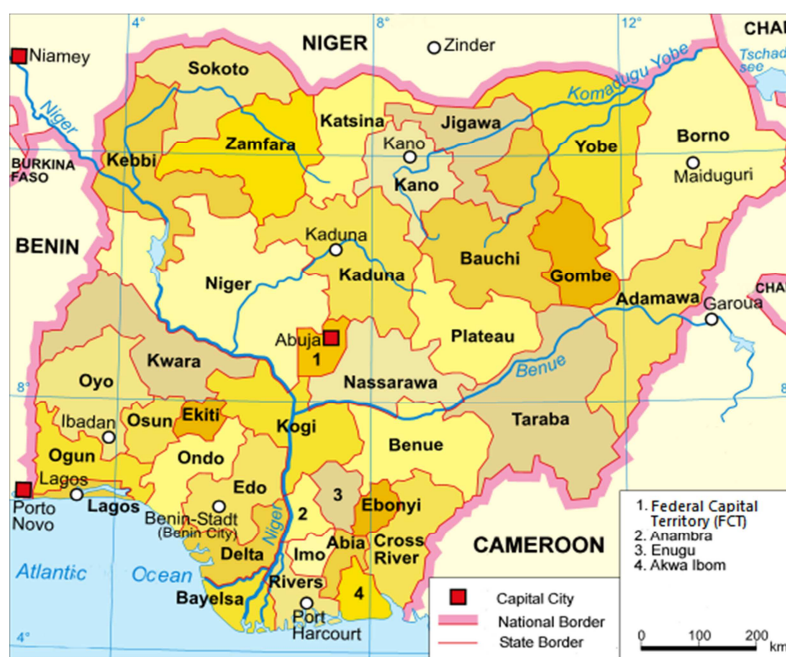 4°
8°
12°
NIGER
Zinder
CHA
Niamey
Tschad
see
Sokoto
Komadugu Yobe
Niger
Katsina
Jigawa
Zamfara
Kano
Yobe
Borno
Kebbi
BURKINA
FASO
Kano
Maiduguri
BENIN
Kaduna
Bauchi
Niger
Kaduna
Gombe
CHA
Adamawa
Garoua
Abuja
1
Plateau
Kwara
Nassarawa
Benue
Oyo
8°
8
Ibadan
Osun
Ekiti
Kogi
Taraba
Benue
Ogun
Ondo
Lagos
Edo
3
Ebonyi
Porto
Novo
Lagos
Benin-Stadt
(Benin City)
Niger
2
Abia
Cross
River
CAMEROON
Delta
Imo
Atlantic Ocean
Bayelsa
Rivers
4
Port
Harcourt
4°
1. Federal Capital
Territory (FCT)
2. Anambra
3. Enugu
4. Akwa Ibom
Capital City
National Border
State Border
0 100 200
km